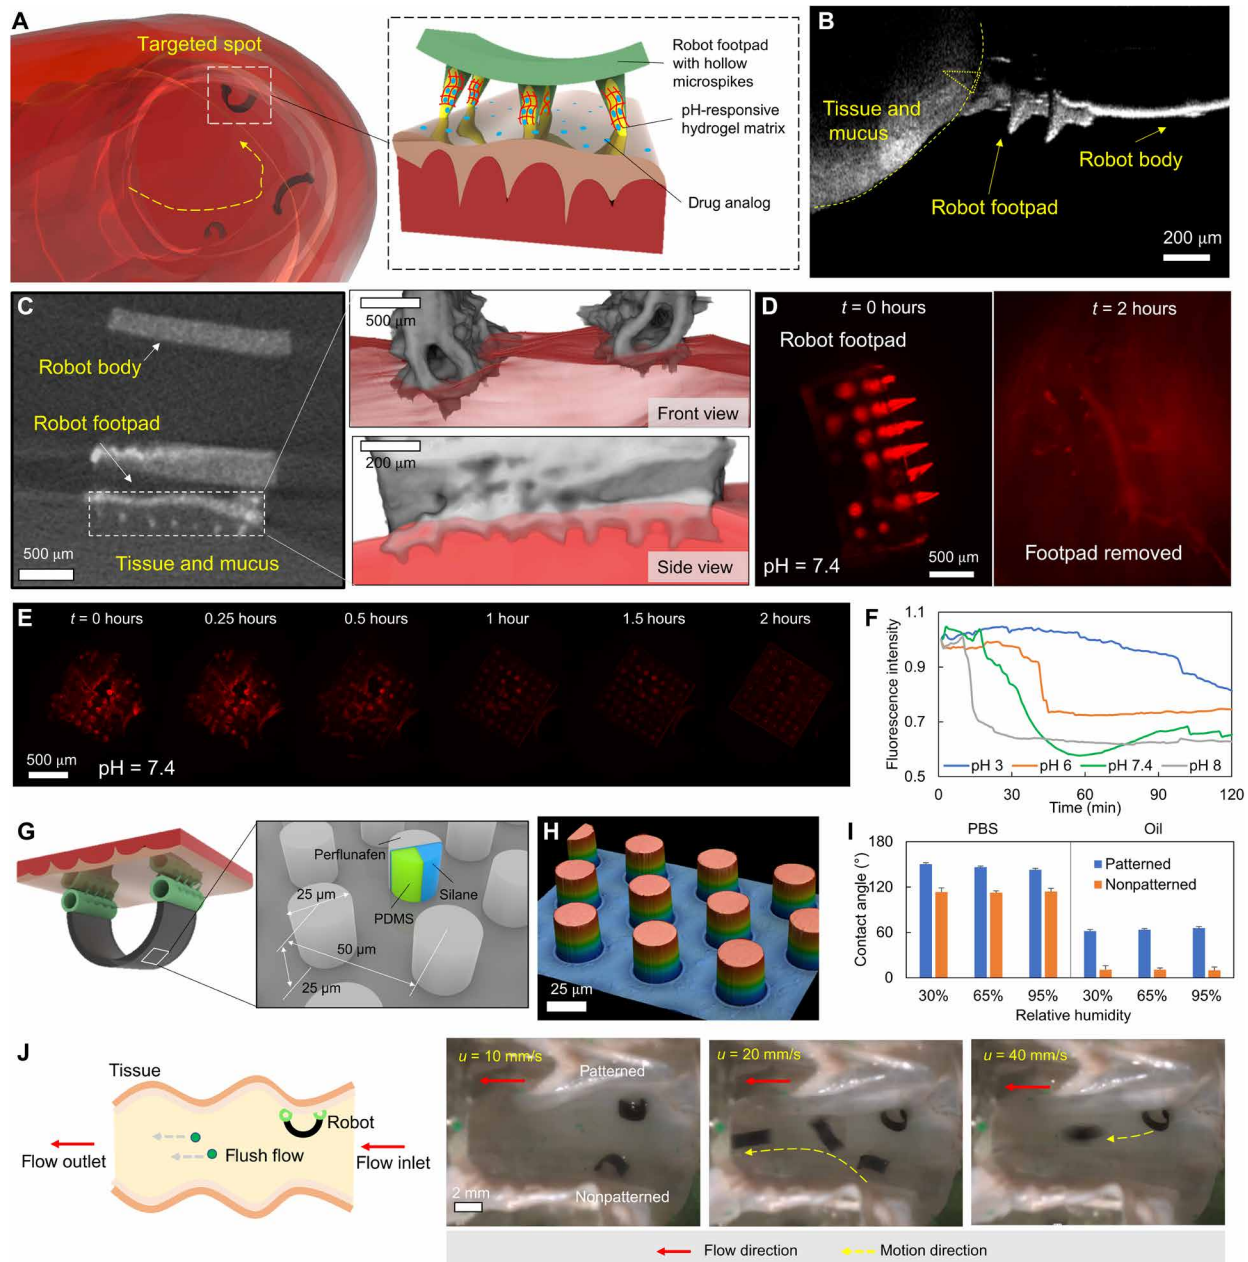 A
Targeted spot
Robot footpad
with hollow
microspikes
pH-responsive
hydrogel matrix
Drug analog
B
Tissue and
mucus
Robot body
Robot footpad
200 µm
C
Robot body
Robot footpad
500 µm
Tissue and mucus
500 µm
Front view
200 µm
Side view
D
t = 0 hours
Robot footpad
pH = 7.4
500 µm
t = 2 hours
Footpad removed
E
t = 0 hours
0.25 hours
0.5 hours
1 hour
1.5 hours
2 hours
500 µm
pH = 7.4
F
Fluorescence intensity
1.1
0.9
0.7
0.5
pH 3
pH 6
pH 7.4
pH 8
0
30
60
90
120
Time (min)
G
Perflunafen
Silane
PDMS
25 µm
50 µm
25 µm
H
25 µm
I
PBS
Oil
Contact angle (°)
180
120
60
0
Patterned
Nonpatterned
30%
65%
95%
30%
65%
95%
Relative humidity
J
Tissue
Robot
Flow outlet
Flush flow
Flow inlet
u = 10 mm/s
Patterned
Nonpatterned
2 mm
u = 20 mm/s
u = 40 mm/s
Flow direction
Motion direction